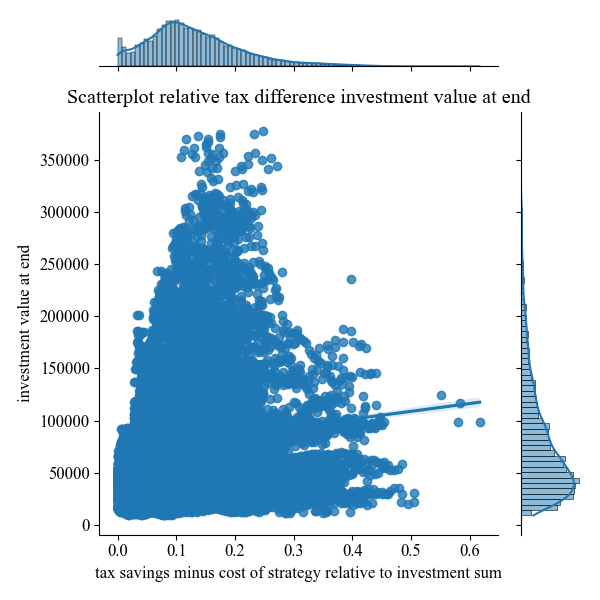 Scatterplot relative tax difference investment value at end
350000
300000
250000
200000
150000
100000
50000
0
investment value at end
0.0 0.1 0.2 0.3 0.4 0.5 0.6
tax savings minus cost of strategy relative to investment sum